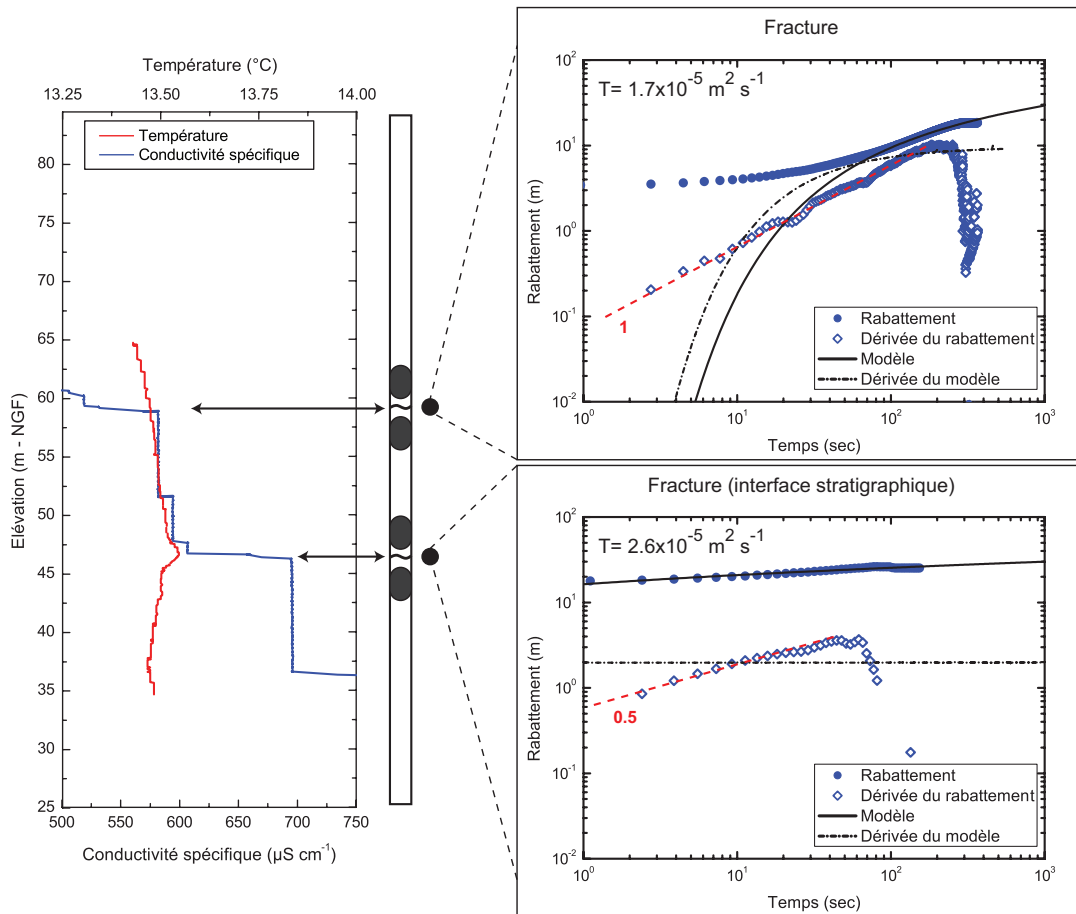 Température (°C)
13.25 13.50 13.75 14.00
Température
Conductivité spécifique
Elévation (m - NGF)
80
75
70
65
60
55
50
45
40
35
30
25
500 550 600 650 700 750
Conductivité spécifique (µS cm-1)
Fracture
T= 1.7x10-5 m2 s-1
Rabattement (m)
102
101
100
10-1
10-2
1
Rabattement
Dérivée du rabattement
Modèle
Dérivée du modèle
100 101 102 103
Temps (sec)
Fracture (interface stratigraphique)
T= 2.6x10-5 m2 s-1
Rabattement (m)
102
101
100
10-1
10-2
0.5
Rabattement
Dérivée du rabattement
Modèle
Dérivée du modèle
100 101 102 103
Temps (sec)